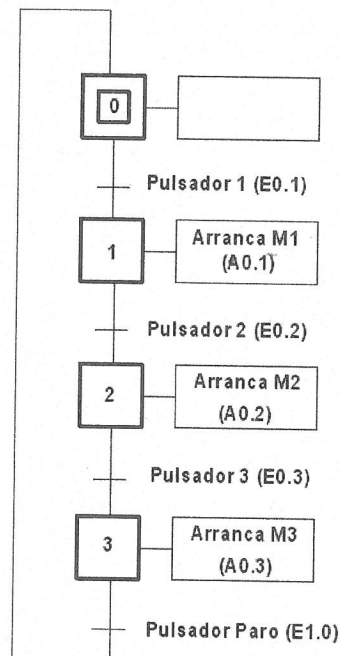 0
Pulsador 1 (E0.1)
1
Arranca M1
(A0.1)
Pulsador 2 (E0.2)
2
Arranca M2
(A0.2)
Pulsador 3 (E0.3)
3
Arranca M3
(A0.3)
Pulsador Paro (E1.0)